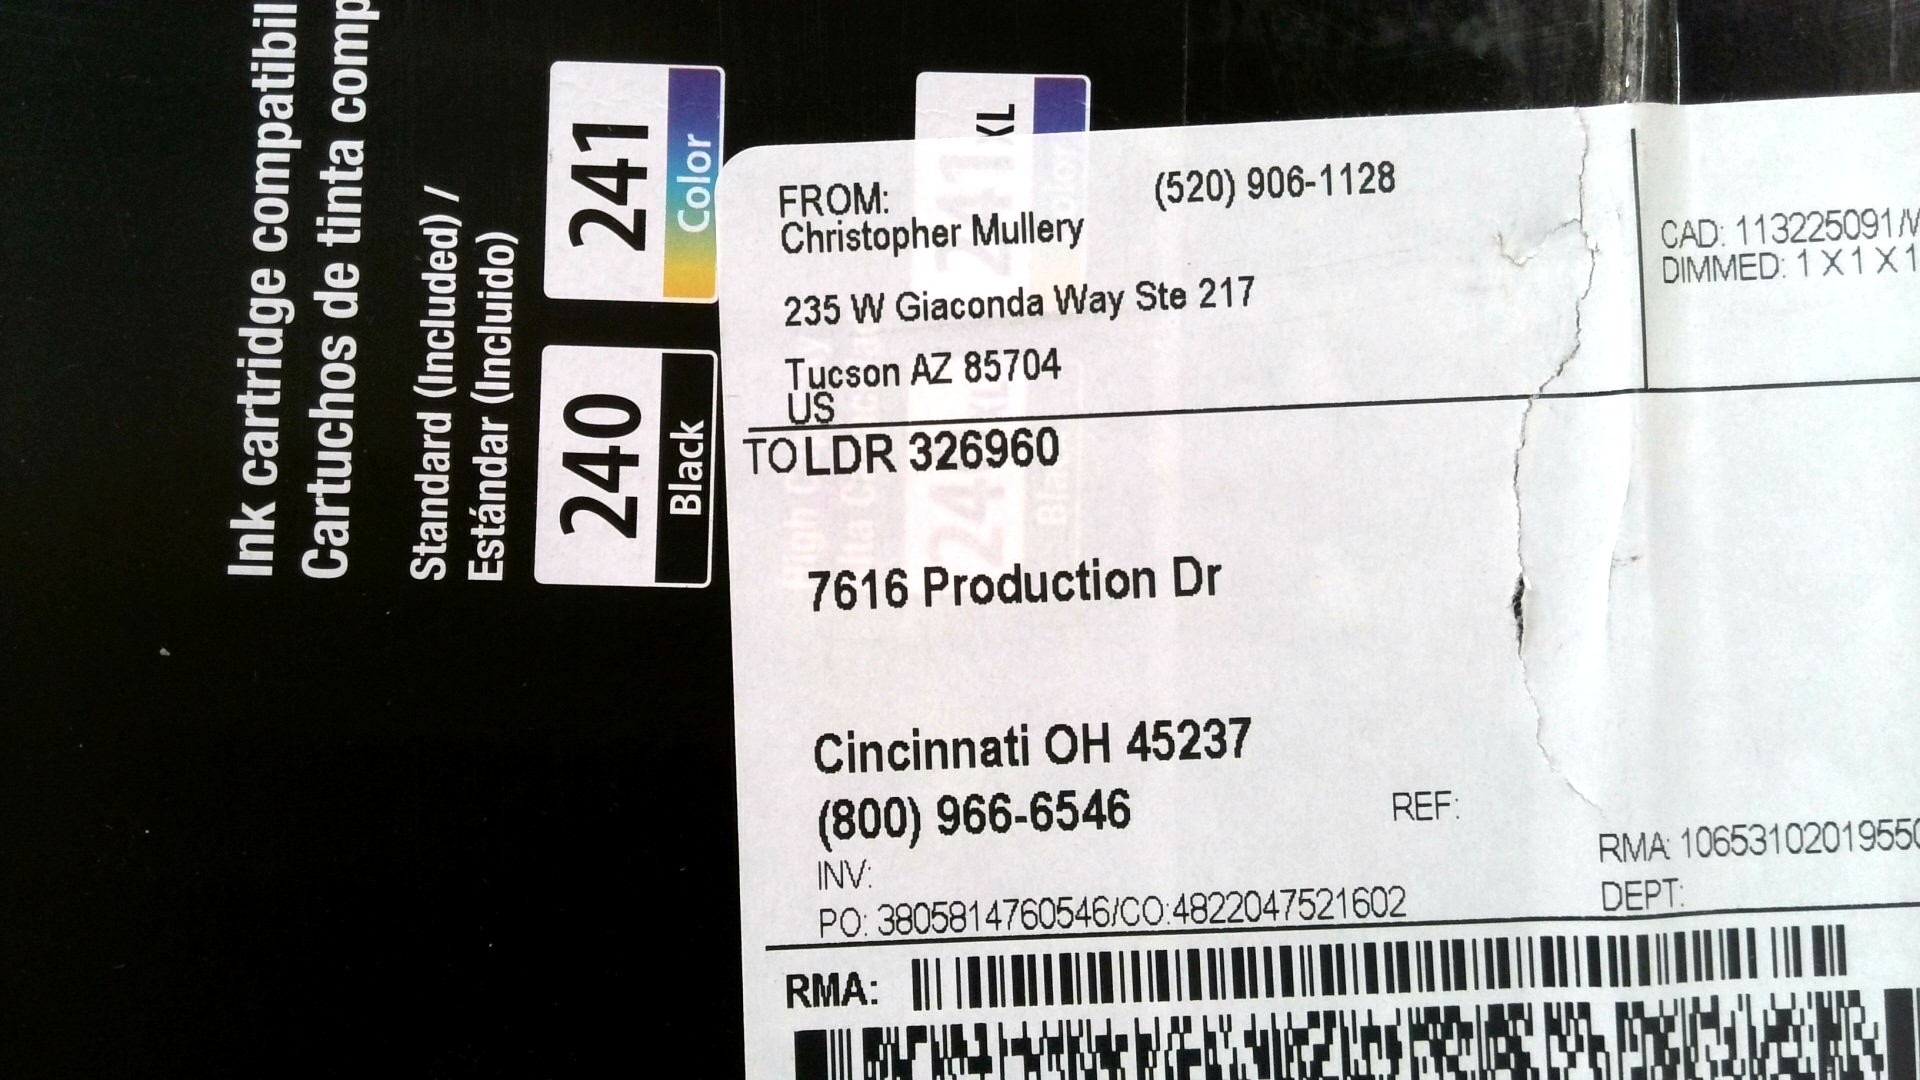 Ink cartridge compatibil
Cartuchos de tinta comp
Standard (Included) /
Estándar (Incluido)
241
Color
240
Black
241XL
Color
FROM:
(520) 906-1128
Christopher Mullery
235 W Giaconda Way Ste 217
Tucson AZ 85704
US
CAD: 113225091/
DIMMED: 1 X 1 X 1
TO LDR 326960
7616 Production Dr
Cincinnati OH 45237
(800) 966-6546
REF:
INV:
RMA: 1065310201955
PO: 3805814760546/CO:4822047521602
DEPT:
RMA: